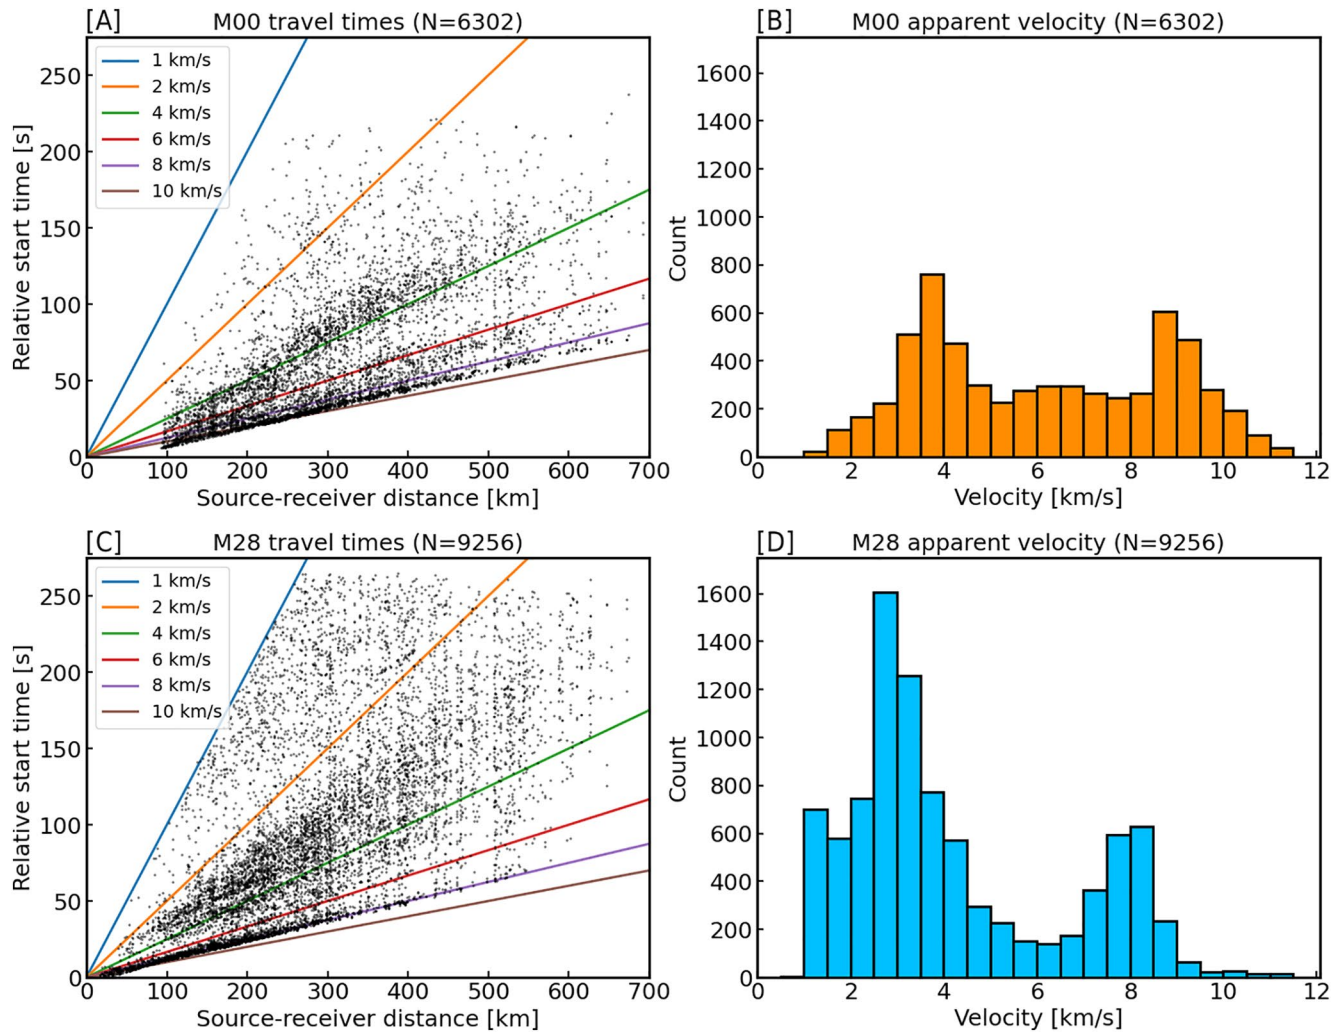 [A] M00 travel times (N=6302)
1 km/s
2 km/s
4 km/s
6 km/s
8 km/s
10 km/s
Relative start time [s]
250
200
150
100
50
0
0 100 200 300 400 500 600 700
Source-receiver distance [km]
[B] M00 apparent velocity (N=6302)
Count
1600
1400
1200
1000
800
600
400
200
0
0 2 4 6 8 10 12
Velocity [km/s]
[C] M28 travel times (N=9256)
1 km/s
2 km/s
4 km/s
6 km/s
8 km/s
10 km/s
Relative start time [s]
250
200
150
100
50
0
0 100 200 300 400 500 600 700
Source-receiver distance [km]
[D] M28 apparent velocity (N=9256)
Count
1600
1400
1200
1000
800
600
400
200
0
0 2 4 6 8 10 12
Velocity [km/s]